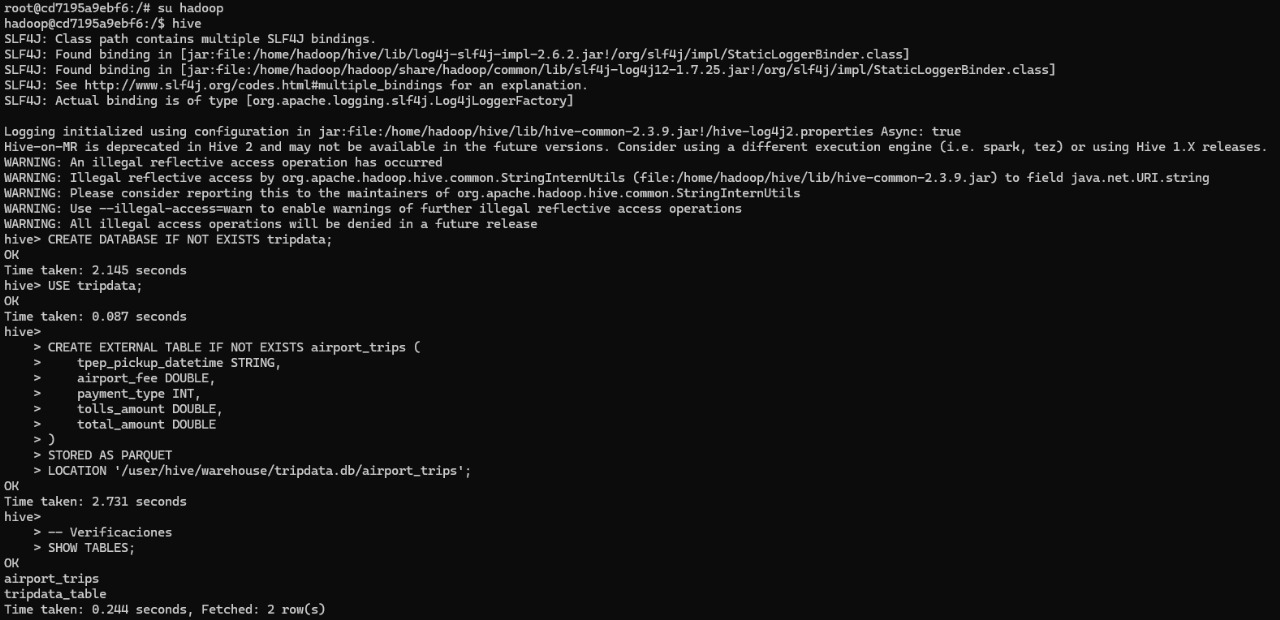 root@cd7195a9ebf6:/# su hadoop
hadoop@cd7195a9ebf6:/$ hive
SLF4J: Class path contains multiple SLF4J bindings.
SLF4J: Found binding in [jar:file:/home/hadoop/hive/lib/log4j-slf4j-impl-2.6.2.jar!/org/slf4j/impl/StaticLoggerBinder.class]
SLF4J: Found binding in [jar:file:/home/hadoop/hadoop/share/hadoop/common/lib/slf4j-log4j12-1.7.25.jar!/org/slf4j/impl/StaticLoggerBinder.class]
SLF4J: See http://www.slf4j.org/codes.html#multiple_bindings for an explanation.
SLF4J: Actual binding is of type [org.apache.logging.slf4j.Log4jLoggerFactory]

Logging initialized using configuration in jar:file:/home/hadoop/hive/lib/hive-common-2.3.9.jar!/hive-log4j2.properties Async: true
Hive-on-MR is deprecated in Hive 2 and may not be available in the future versions. Consider using a different execution engine (i.e. spark, tez) or using Hive 1.X releases.
WARNING: An illegal reflective access operation has occurred
WARNING: Illegal reflective access by org.apache.hadoop.hive.common.StringInternUtils (file:/home/hadoop/hive/lib/hive-common-2.3.9.jar) to field java.net.URI.string
WARNING: Please consider reporting this to the maintainers of org.apache.hadoop.hive.common.StringInternUtils
WARNING: Use --illegal-access=warn to enable warnings of further illegal reflective access operations
WARNING: All illegal access operations will be denied in a future release
hive> CREATE DATABASE IF NOT EXISTS tripdata;
OK
Time taken: 2.145 seconds
hive> USE tripdata;
OK
Time taken: 0.087 seconds
hive>
    > CREATE EXTERNAL TABLE IF NOT EXISTS airport_trips (
    >     tpep_pickup_datetime STRING,
    >     airport_fee DOUBLE,
    >     payment_type INT,
    >     tolls_amount DOUBLE,
    >     total_amount DOUBLE
    > )
    > STORED AS PARQUET
    > LOCATION '/user/hive/warehouse/tripdata.db/airport_trips';
OK
Time taken: 2.731 seconds
hive>
    > -- Verificaciones
    > SHOW TABLES;
OK
airport_trips
tripdata_table
Time taken: 0.244 seconds, Fetched: 2 row(s)